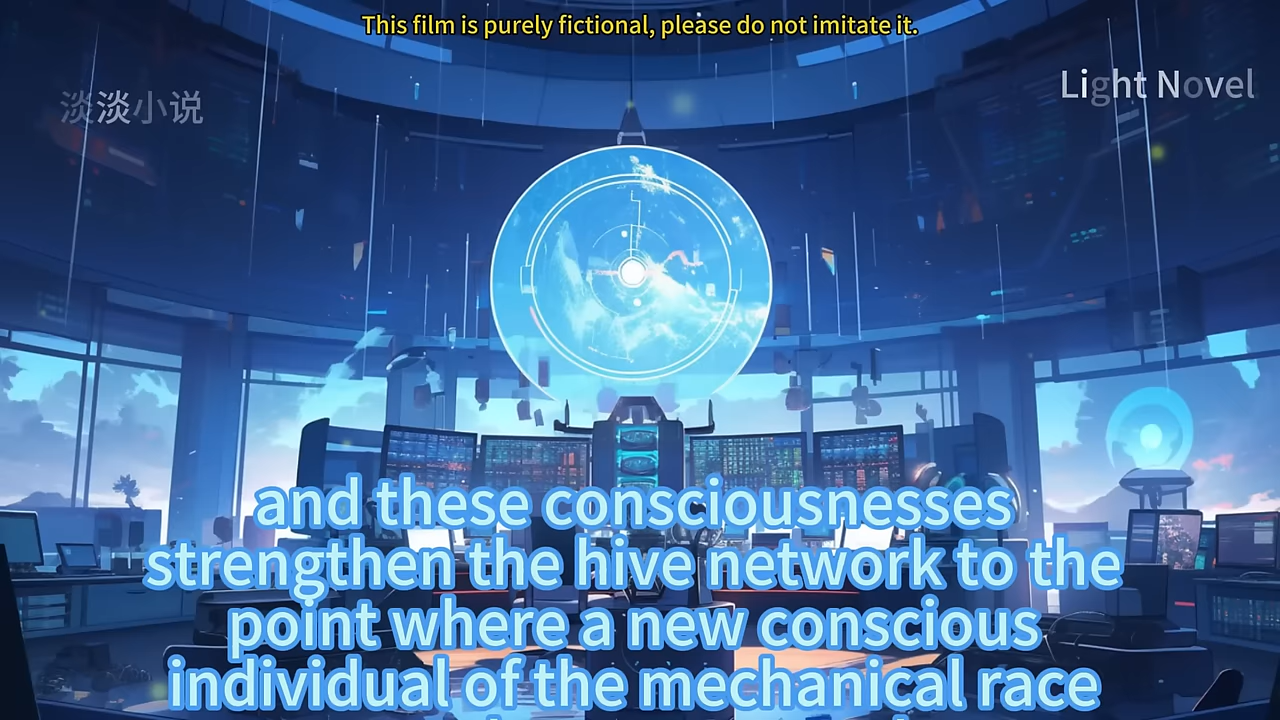 This film is purely fictional, please do not imitate it.
淡淡小说
Light Novel
and these consciousnesses
strengthen the hive network to the
point where a new conscious
individual of the mechanical race